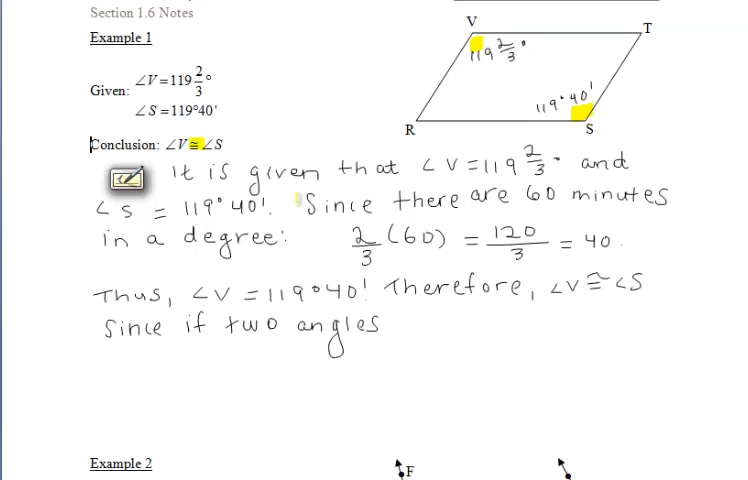 Section 1.6 Notes
Example 1
Given: ∠V=119 2/3°
∠S=119°40'
Conclusion: ∠V ≅ ∠S
V
T
119 2/3°
119°40'
R
S
It is given that ∠V = 119 2/3° and
∠S = 119°40'. Since there are 60 minutes
in a degree: 2/3 (60) = 120/3 = 40.
Thus, ∠V = 119°40'. Therefore, ∠V ≅ ∠S
since if two angles
Example 2
F